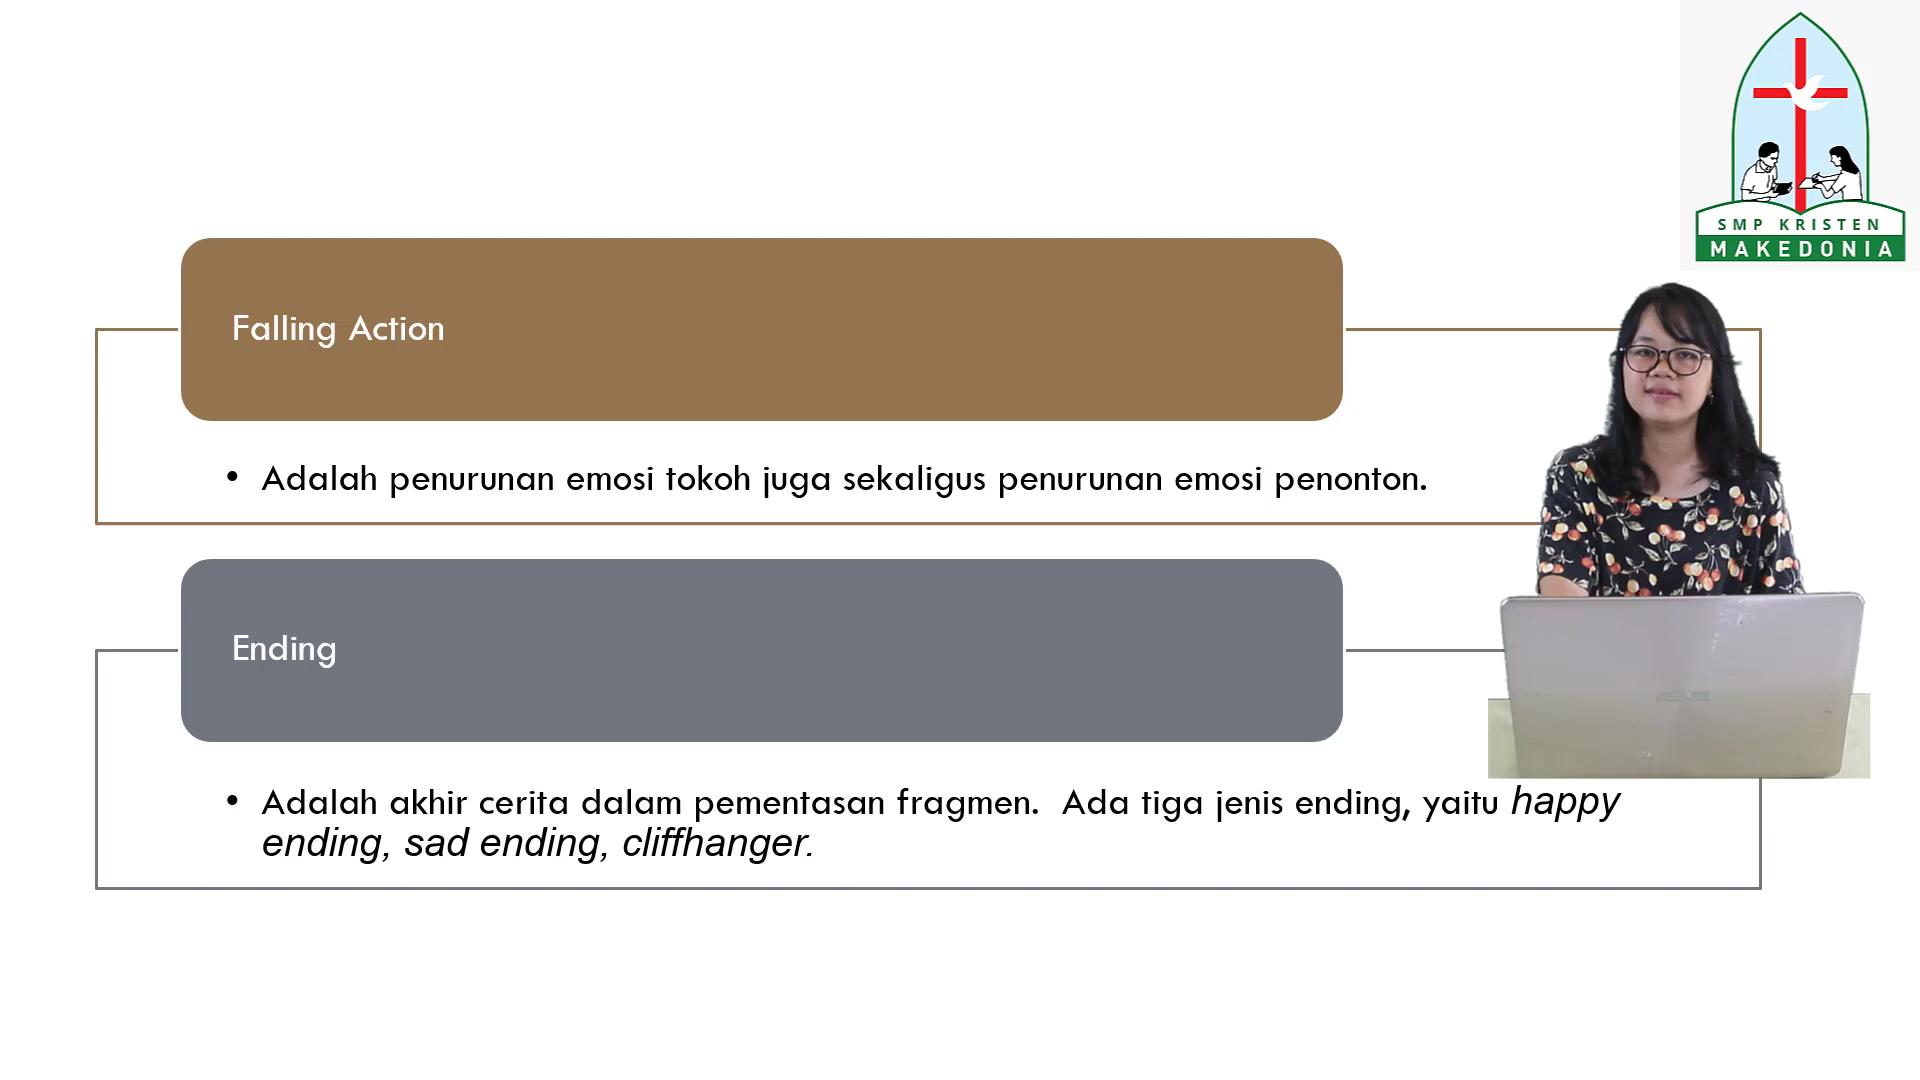 SMP KRISTEN
MAKEDONIA
Falling Action
• Adalah penurunan emosi tokoh juga sekaligus penurunan emosi penonton.
Ending
• Adalah akhir cerita dalam pementasan fragmen.  Ada tiga jenis ending, yaitu happy
ending, sad ending, cliffhanger.
ASUS